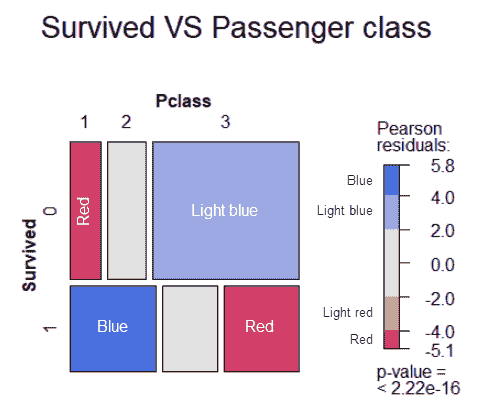 Survived VS Passenger class
Pclass
1 2 3
Survived
0
1
Red
Light blue
Blue
Red
Pearson
residuals:
5.8
Blue
4.0
Light blue
2.0
0.0
-2.0
Light red
-4.0
Red
-5.1
p-value =
< 2.22e-16